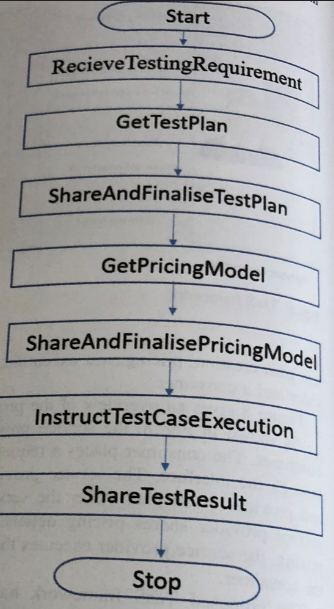 Start
RecieveTestingRequirement
GetTestPlan
ShareAndFinaliseTestPlan
GetPricingModel
ShareAndFinalisePricingModel
InstructTestCaseExecution
ShareTestResult
Stop